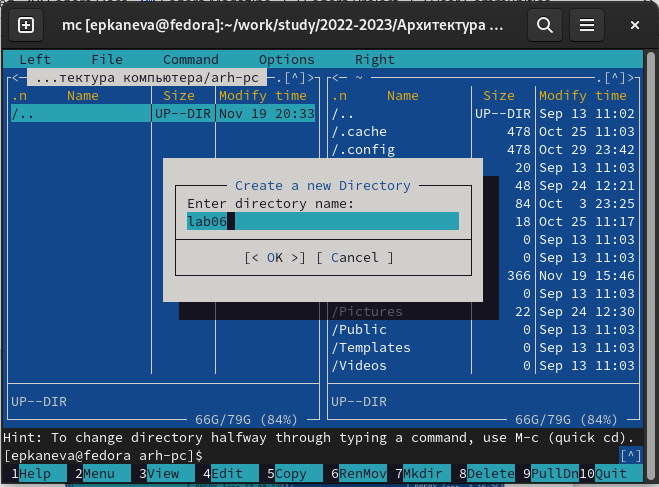 mc [epkaneva@fedora]:~/work/study/2022-2023/Архитектура ...
Left File Command Options Right
<─ ...тектура компьютера/arh-pc ─.[^]>
.n Name Size Modify time
/.. UP--DIR Nov 19 20:33
UP--DIR
66G/79G (84%)
<─ ~ ─.[^]>
.n Name Size Modify time
/.. UP--DIR Sep 13 11:02
/.cache 478 Oct 25 11:03
/.config 478 Oct 29 23:42
20 Sep 13 11:03
48 Sep 24 12:21
84 Oct 3 23:25
18 Oct 25 11:17
0 Sep 13 11:03
0 Sep 13 11:03
366 Nov 19 15:46
0 Sep 13 11:03
/Pictures 22 Sep 24 12:30
/Public 0 Sep 13 11:03
/Templates 0 Sep 13 11:03
/Videos 0 Sep 13 11:03
UP--DIR
66G/79G (84%)
Create a new Directory
Enter directory name:
lab06
[< OK >] [ Cancel ]
Hint: To change directory halfway through typing a command, use M-c (quick cd).
[epkaneva@fedora arh-pc]$ [^]
1Help 2Menu 3View 4Edit 5Copy 6RenMov 7Mkdir 8Delete 9PullDn 10Quit